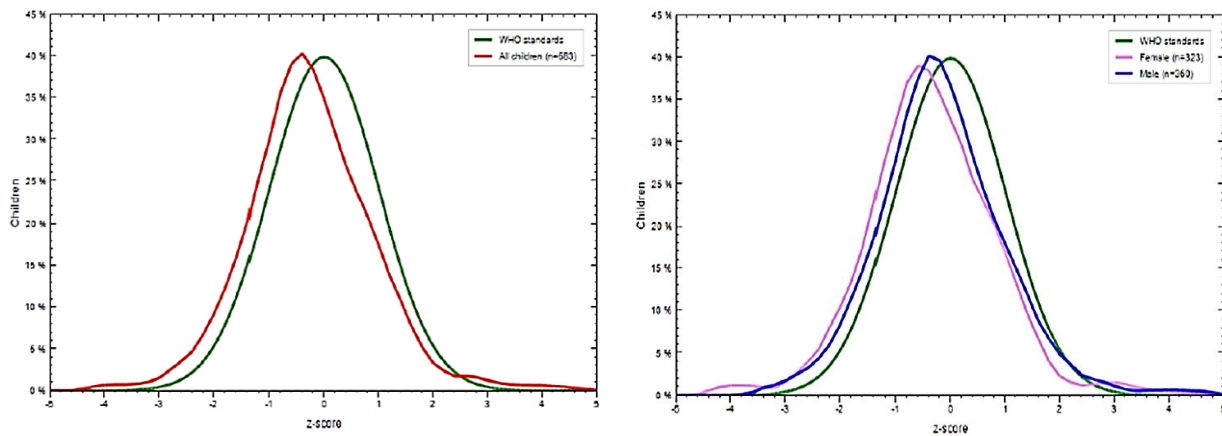 45 %
40 %
35 %
30 %
25 %
20 %
15 %
10 %
5 %
0 %
Children
-5 -4 -3 -2 -1 0 1 2 3 4 5
z-score
WHO standards
All children (n=683)
45 %
40 %
35 %
30 %
25 %
20 %
15 %
10 %
5 %
0 %
Children
-5 -4 -3 -2 -1 0 1 2 3 4 5
z-score
WHO standards
Female (n=323)
Male (n=360)